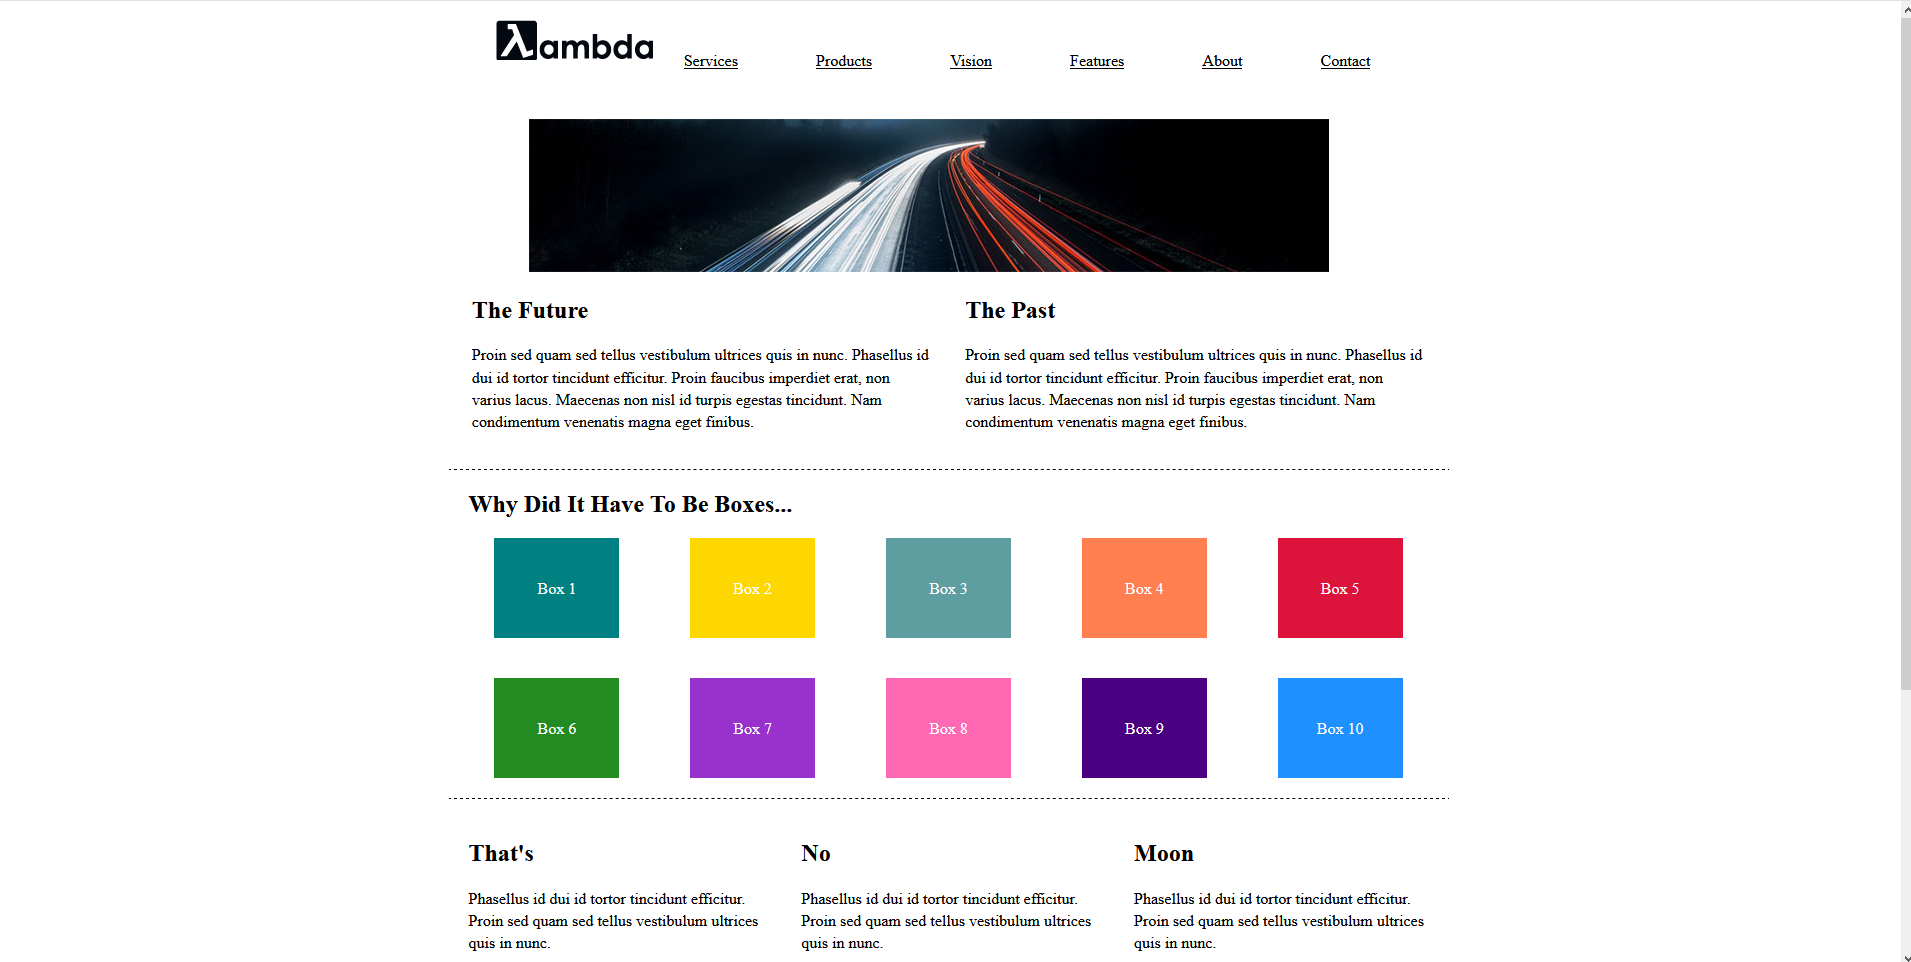 λambda
Services Products Vision Features About Contact
The Future
Proin sed quam sed tellus vestibulum ultrices quis in nunc. Phasellus id
dui id tortor tincidunt efficitur. Proin faucibus imperdiet erat, non
varius lacus. Maecenas non nisl id turpis egestas tincidunt. Nam
condimentum venenatis magna eget finibus.
The Past
Proin sed quam sed tellus vestibulum ultrices quis in nunc. Phasellus id
dui id tortor tincidunt efficitur. Proin faucibus imperdiet erat, non
varius lacus. Maecenas non nisl id turpis egestas tincidunt. Nam
condimentum venenatis magna eget finibus.
Why Did It Have To Be Boxes...
Box 1 Box 2 Box 3 Box 4 Box 5
Box 6 Box 7 Box 8 Box 9 Box 10
That's
Phasellus id dui id tortor tincidunt efficitur.
Proin sed quam sed tellus vestibulum ultrices
quis in nunc.
No
Phasellus id dui id tortor tincidunt efficitur.
Proin sed quam sed tellus vestibulum ultrices
quis in nunc.
Moon
Phasellus id dui id tortor tincidunt efficitur.
Proin sed quam sed tellus vestibulum ultrices
quis in nunc.